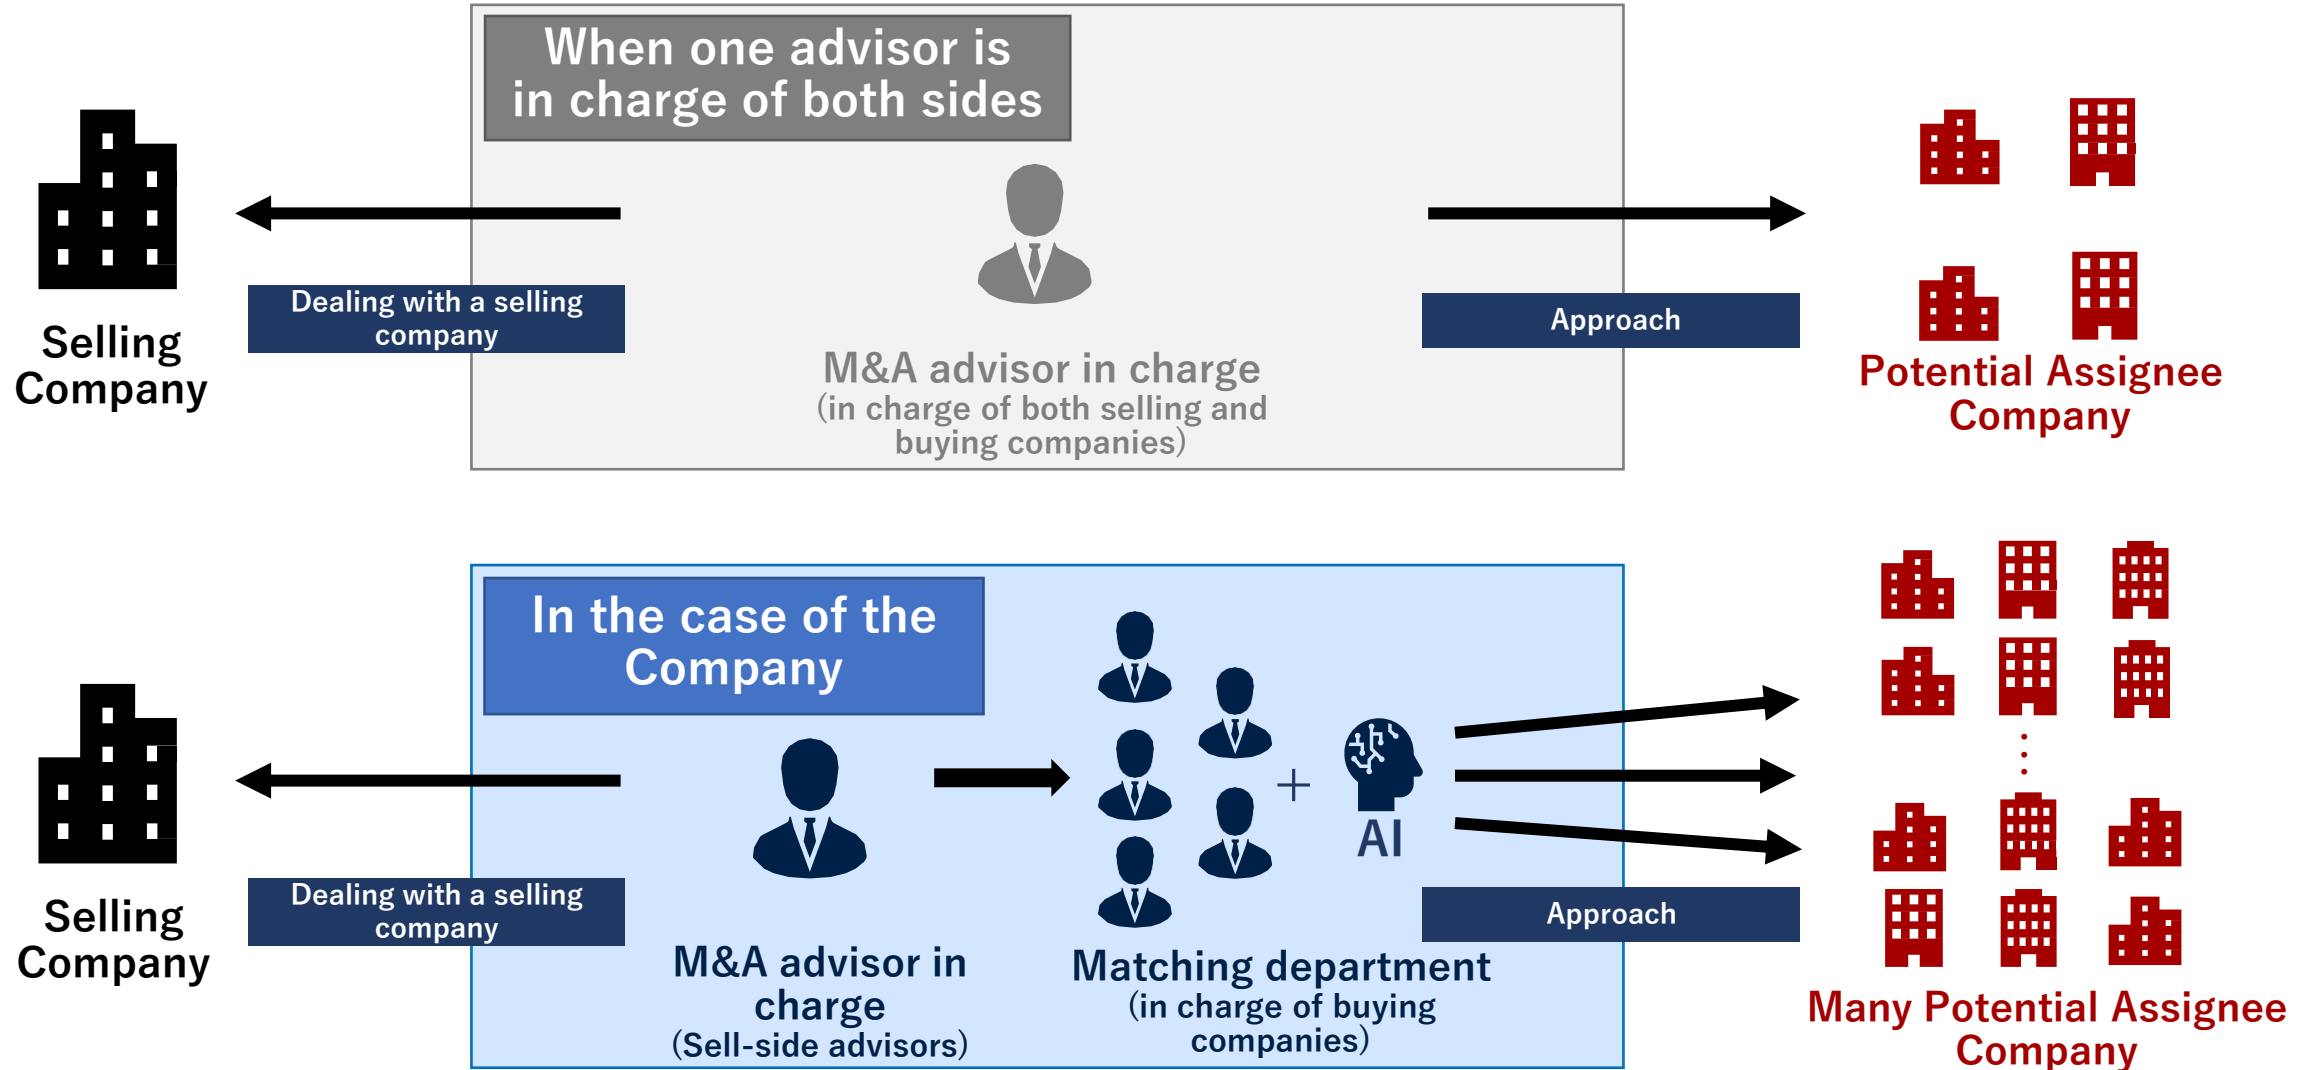 When one advisor is
in charge of both sides
Selling
Company
Dealing with a selling
company
M&A advisor in charge
(in charge of both selling and
buying companies)
Approach
Potential Assignee
Company
In the case of the
Company
Selling
Company
Dealing with a selling
company
M&A advisor in
charge
(Sell-side advisors)
+
AI
Matching department
(in charge of buying
companies)
Approach
Many Potential Assignee
Company